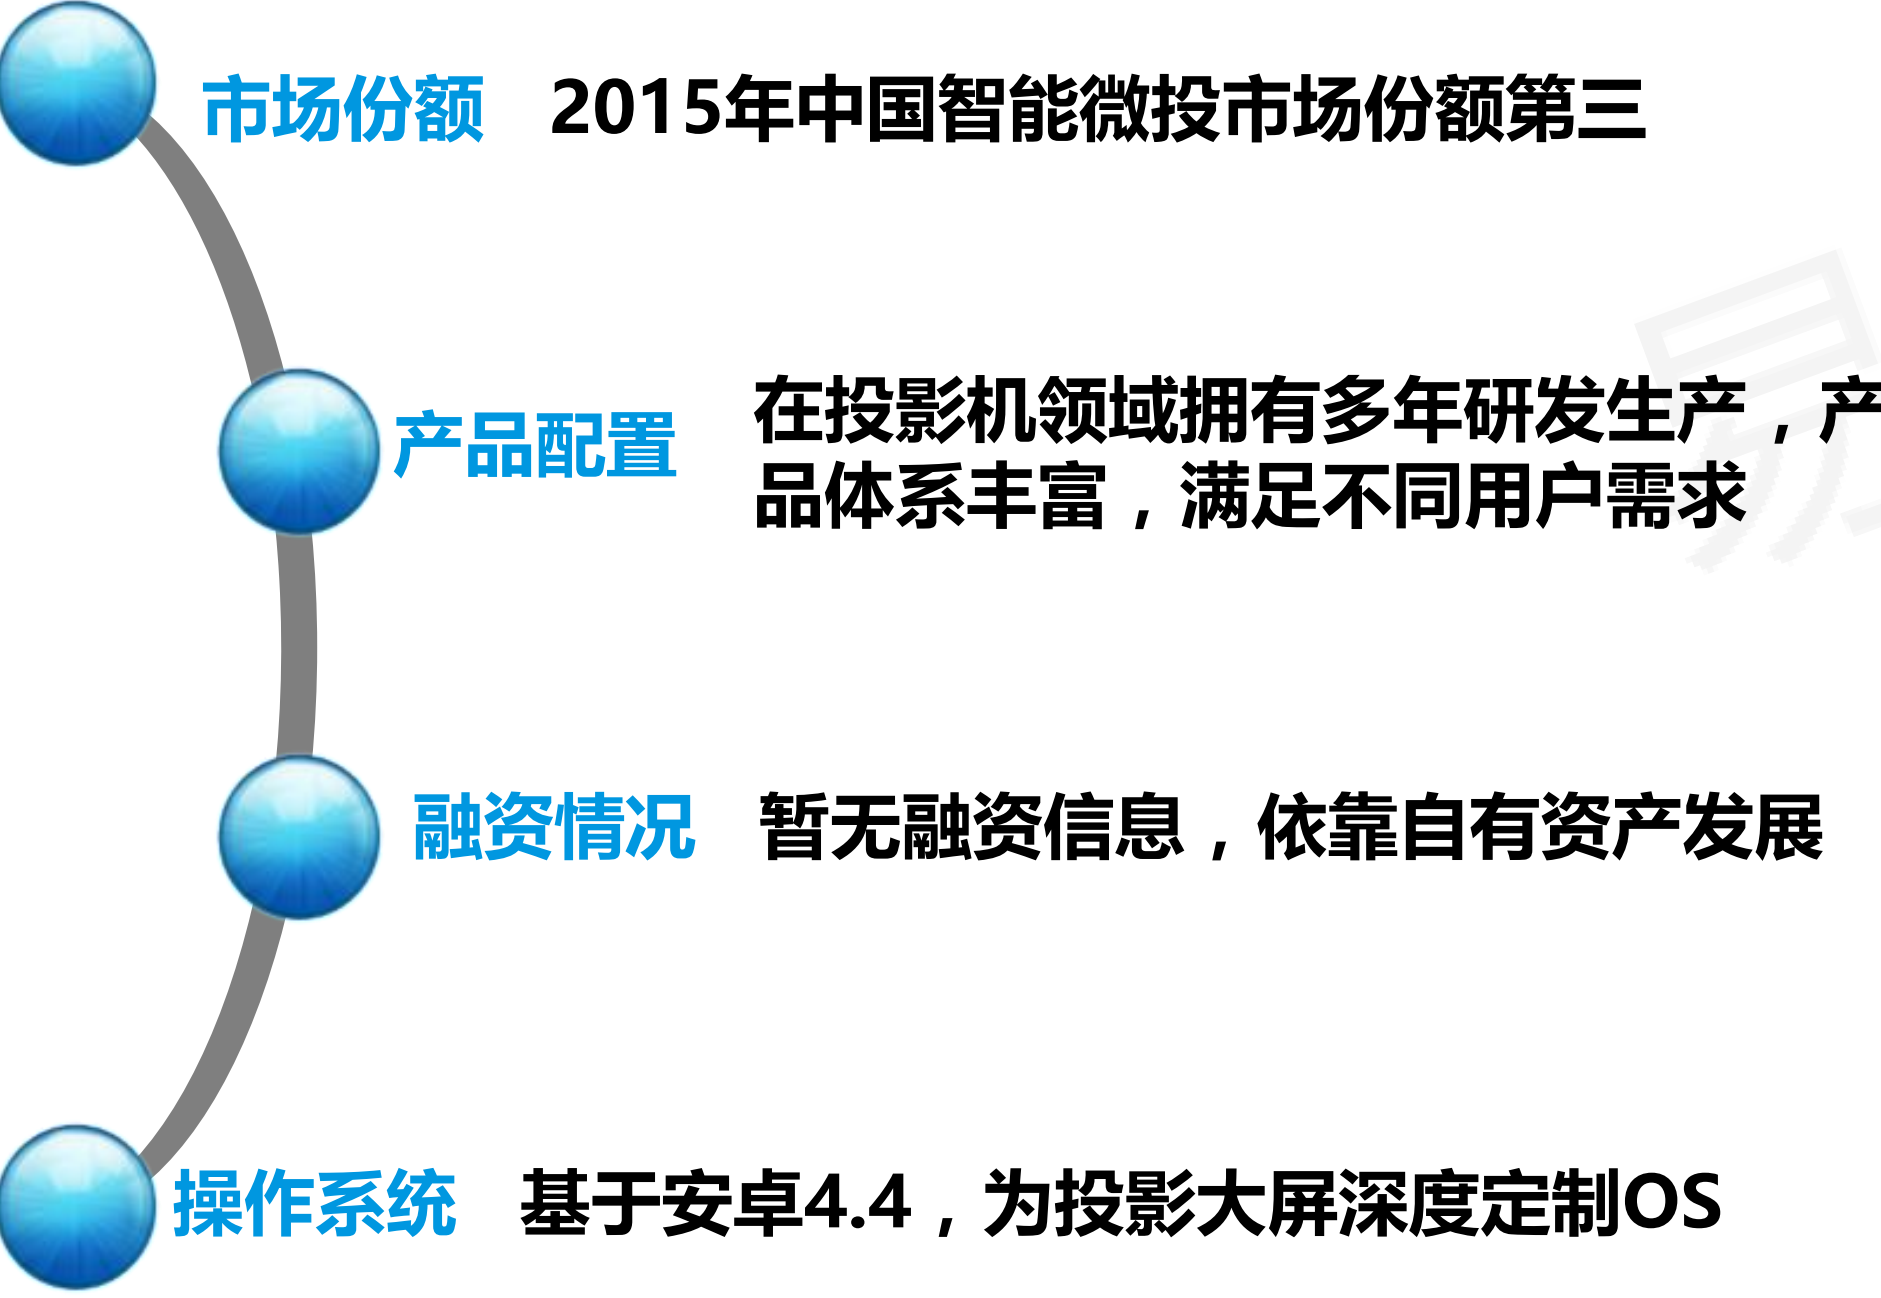 市场份额 2015年中国智能微投市场份额第三
产品配置 在投影机领域拥有多年研发生产，产
品体系丰富，满足不同用户需求
融资情况 暂无融资信息，依靠自有资产发展
操作系统 基于安卓4.4，为投影大屏深度定制OS
易